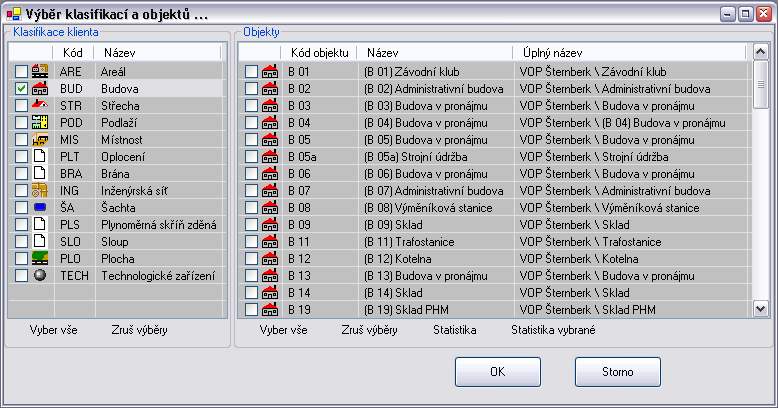 Výběr klasifikací a objektů ...
Klasifikace klienta
Kód Název
ARE Areál
BUD Budova
STR Střecha
POD Podlaží
MIS Místnost
PLT Oplocení
BRA Brána
ING Inženýrská síť
ŠA Šachta
PLS Plynoměrná skříň zděná
SLO Sloup
PLO Plocha
TECH Technologické zařízení
Vyber vše Zruš výběry
Objekty
Kód objektu Název Úplný název
B 01 (B 01) Závodní klub VOP Šternberk \ Závodní klub
B 02 (B 02) Administrativní budova VOP Šternberk \ Administrativní budova
B 03 (B 03) Budova v pronájmu VOP Šternberk \ Budova v pronájmu
B 04 (B 04) Budova v pronájmu VOP Šternberk \ (B 04) Budova v pronájmu
B 05 (B 05) Budova v pronájmu VOP Šternberk \ Budova v pronájmu
B 05a (B 05a) Strojní údržba VOP Šternberk \ Strojní údržba
B 06 (B 06) Budova v pronájmu VOP Šternberk \ Budova v pronájmu
B 07 (B 07) Administrativní budova VOP Šternberk \ Administrativní budova
B 08 (B 08) Výměníková stanice VOP Šternberk \ Výměníková stanice
B 09 (B 09) Sklad VOP Šternberk \ Sklad
B 11 (B 11) Trafostanice VOP Šternberk \ Trafostanice
B 12 (B 12) Kotelna VOP Šternberk \ Kotelna
B 13 (B 13) Budova v pronájmu VOP Šternberk \ Budova v pronájmu
B 14 (B 14) Sklad VOP Šternberk \ Sklad
B 19 (B 19) Sklad PHM VOP Šternberk \ Sklad PHM
Vyber vše Zruš výběry Statistika Statistika vybrané
OK Storno